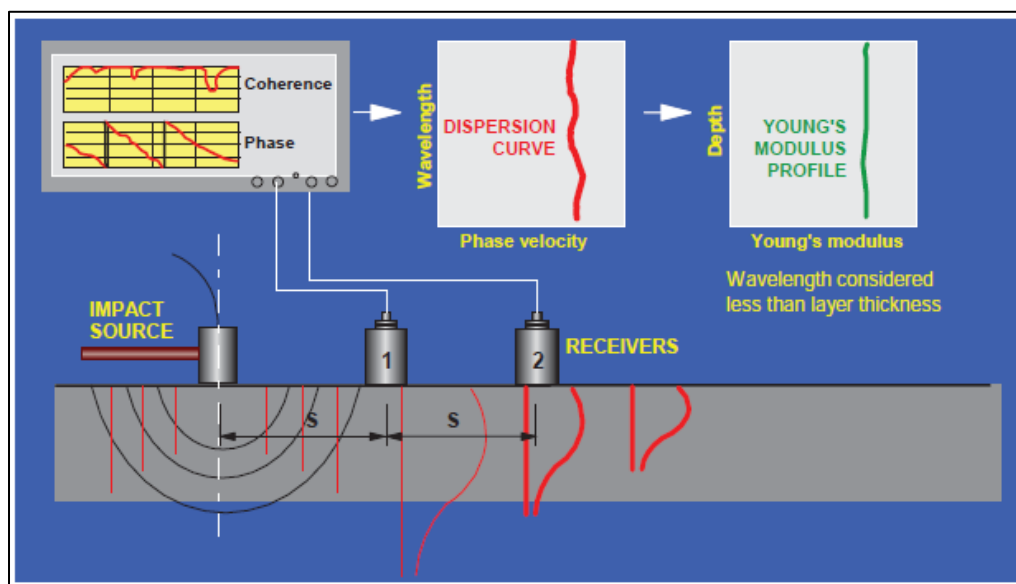 Coherence
Phase
Wavelength
DISPERSION
CURVE
Phase velocity
Depth
YOUNG'S
MODULUS
PROFILE
Young's modulus
Wavelength considered
less than layer thickness
IMPACT
SOURCE
1
2
RECEIVERS
S
S